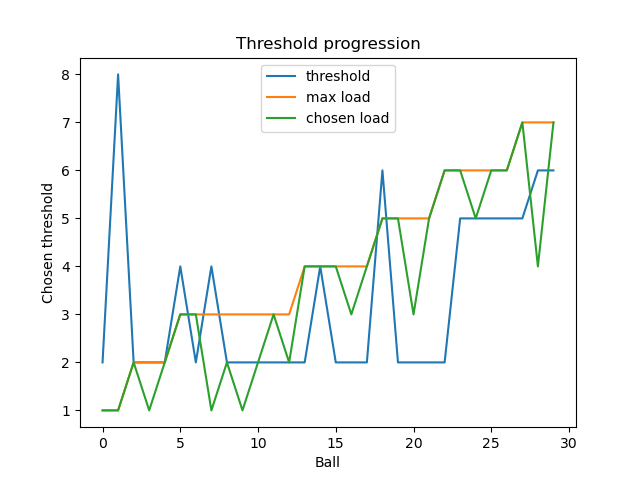 Threshold progression
threshold
max load
chosen load
Chosen threshold
8
7
6
5
4
3
2
1
0 5 10 15 20 25 30
Ball